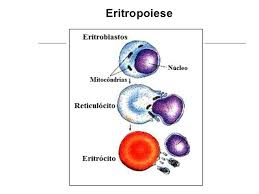 Eritropoiese
Eritroblastos
Núcleo
Mitocôndrias
Reticulócito
Eritrócito